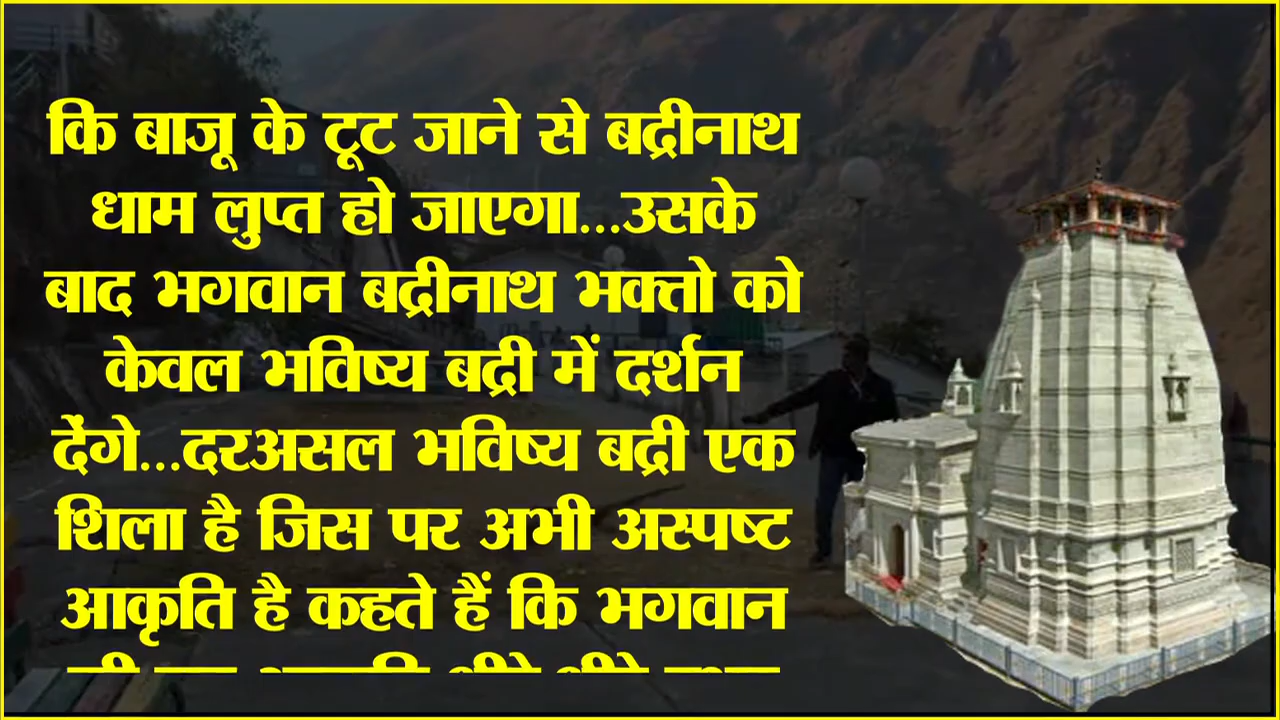 कि बाजू के टूट जाने से बद्रीनाथ
धाम लुप्त हो जाएगा...उसके
बाद भगवान बद्रीनाथ भक्तो को
केवल भविष्य बद्री में दर्शन
देंगे...दरअसल भविष्य बद्री एक
शिला है जिस पर अभी अस्पष्ट
आकृति है कहते हैं कि भगवान